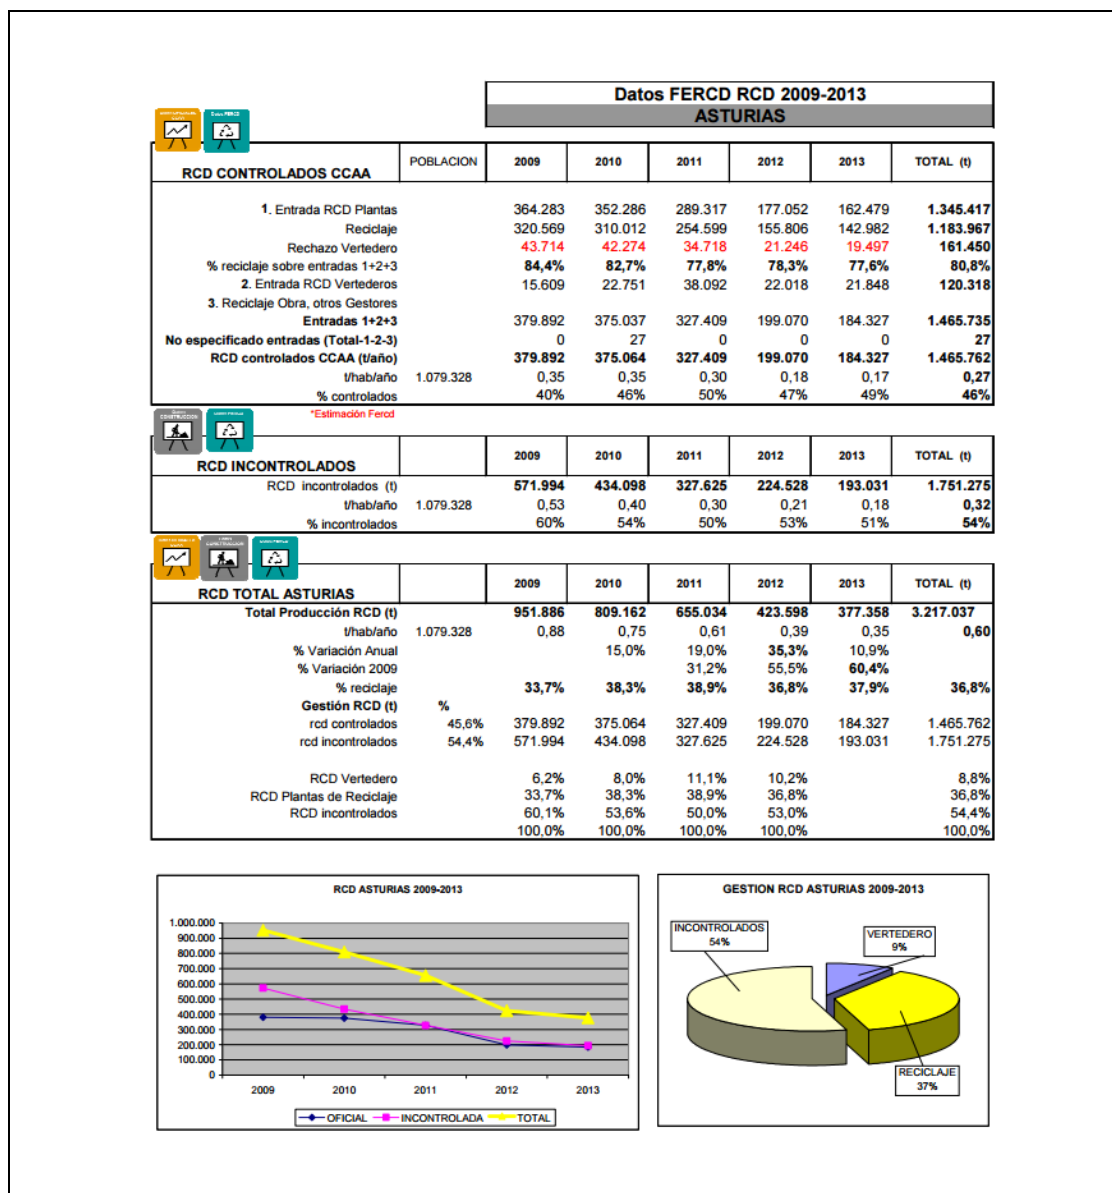 Datos FERCD RCD 2009-2013
ASTURIAS
Datos FERCD
RCD CONTROLADOS CCAA POBLACION 2009 2010 2011 2012 2013 TOTAL (t)
1. Entrada RCD Plantas 364.283 352.286 289.317 177.052 162.479 1.345.417
Reciclaje 320.569 310.012 254.599 155.806 142.982 1.183.967
Rechazo Vertedero 43.714 42.274 34.718 21.246 19.497 161.450
% reciclaje sobre entradas 1+2+3 84,4% 82,7% 77,8% 78,3% 77,6% 80,8%
2. Entrada RCD Vertederos 15.609 22.751 38.092 22.018 21.848 120.318
3. Reciclaje Obra, otros Gestores
Entradas 1+2+3 379.892 375.037 327.409 199.070 184.327 1.465.735
No especificado entradas (Total-1-2-3) 0 27 0 0 0 27
RCD controlados CCAA (t/año) 379.892 375.064 327.409 199.070 184.327 1.465.762
t/hab/año 1.079.328 0,35 0,35 0,30 0,18 0,17 0,27
% controlados 40% 46% 50% 47% 49% 46%
*Estimación Fercd
CONSTRUCCION
RCD INCONTROLADOS 2009 2010 2011 2012 2013 TOTAL (t)
RCD incontrolados (t) 571.994 434.098 327.625 224.528 193.031 1.751.275
t/hab/año 1.079.328 0,53 0,40 0,30 0,21 0,18 0,32
% incontrolados 60% 54% 50% 53% 51% 54%
RCD TOTAL ASTURIAS 2009 2010 2011 2012 2013 TOTAL (t)
Total Producción RCD (t) 951.886 809.162 655.034 423.598 377.358 3.217.037
t/hab/año 1.079.328 0,88 0,75 0,61 0,39 0,35 0,60
% Variación Anual 15,0% 19,0% 35,3% 10,9%
% Variación 2009 31,2% 55,5% 60,4%
% reciclaje 33,7% 38,3% 38,9% 36,8% 37,9% 36,8%
Gestión RCD (t) %
rcd controlados 45,6% 379.892 375.064 327.409 199.070 184.327 1.465.762
rcd incontrolados 54,4% 571.994 434.098 327.625 224.528 193.031 1.751.275
RCD Vertedero 6,2% 8,0% 11,1% 10,2% 8,8%
RCD Plantas de Reciclaje 33,7% 38,3% 38,9% 36,8% 36,8%
RCD incontrolados 60,1% 53,6% 50,0% 53,0% 54,4%
100,0% 100,0% 100,0% 100,0% 100,0%
RCD ASTURIAS 2009-2013
1.000.000
900.000
800.000
700.000
600.000
500.000
400.000
300.000
200.000
100.000
0
2009 2010 2011 2012 2013
OFICIAL INCONTROLADA TOTAL
GESTION RCD ASTURIAS 2009-2013
INCONTROLADOS
54%
VERTEDERO
9%
RECICLAJE
37%